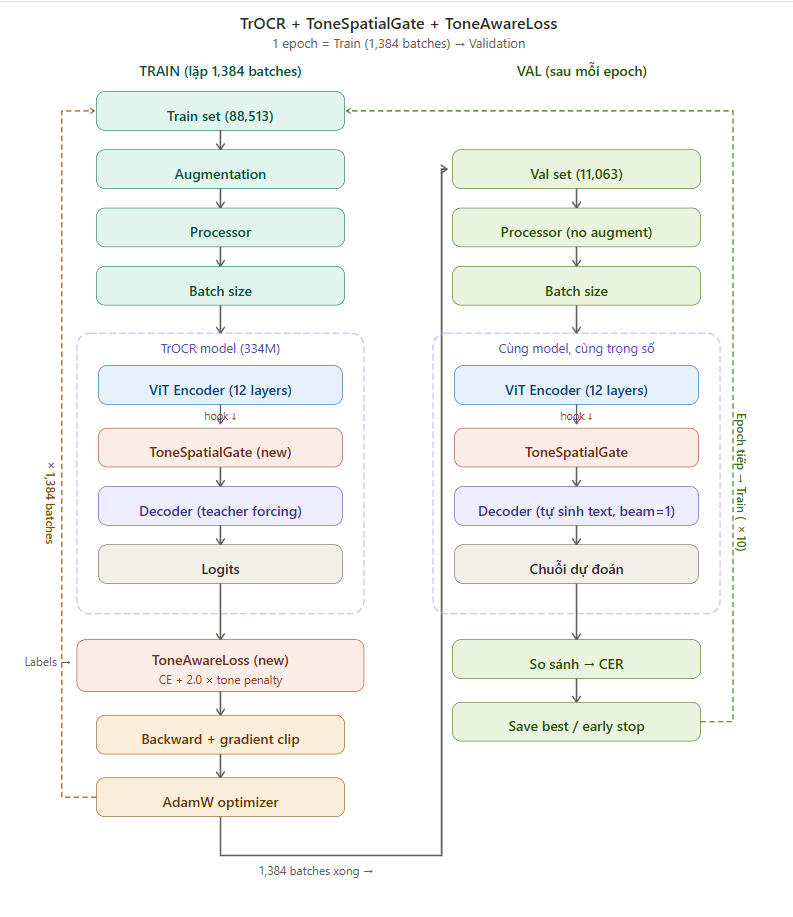 TrOCR + ToneSpatialGate + ToneAwareLoss
1 epoch = Train (1,384 batches) → Validation
TRAIN (lặp 1,384 batches)
Train set (88,513)
Augmentation
Processor
Batch size
TrOCR model (334M)
ViT Encoder (12 layers)
hook ↓
ToneSpatialGate (new)
Decoder (teacher forcing)
Logits
× 1,384 batches
Labels →
ToneAwareLoss (new)
CE + 2.0 × tone penalty
Backward + gradient clip
AdamW optimizer
1,384 batches xong →
VAL (sau mỗi epoch)
Val set (11,063)
Processor (no augment)
Batch size
Cùng model, cùng trọng số
ViT Encoder (12 layers)
hook ↓
ToneSpatialGate
Decoder (tự sinh text, beam=1)
Chuỗi dự đoán
So sánh → CER
Save best / early stop
Epoch tiếp → Train ( ×10)